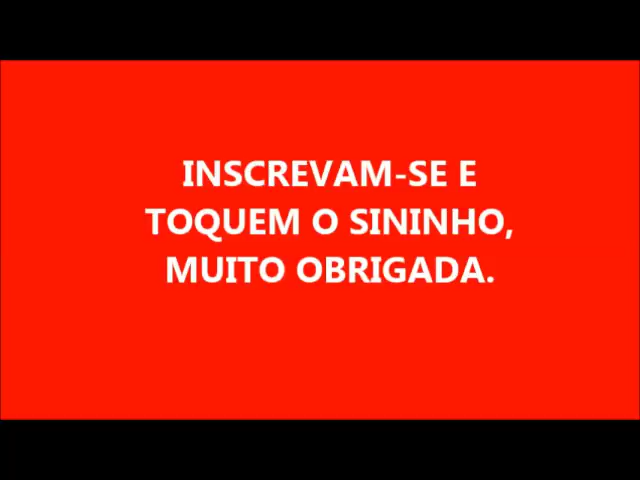 INSCREVAM-SE E
TOQUEM O SININHO,
MUITO OBRIGADA.